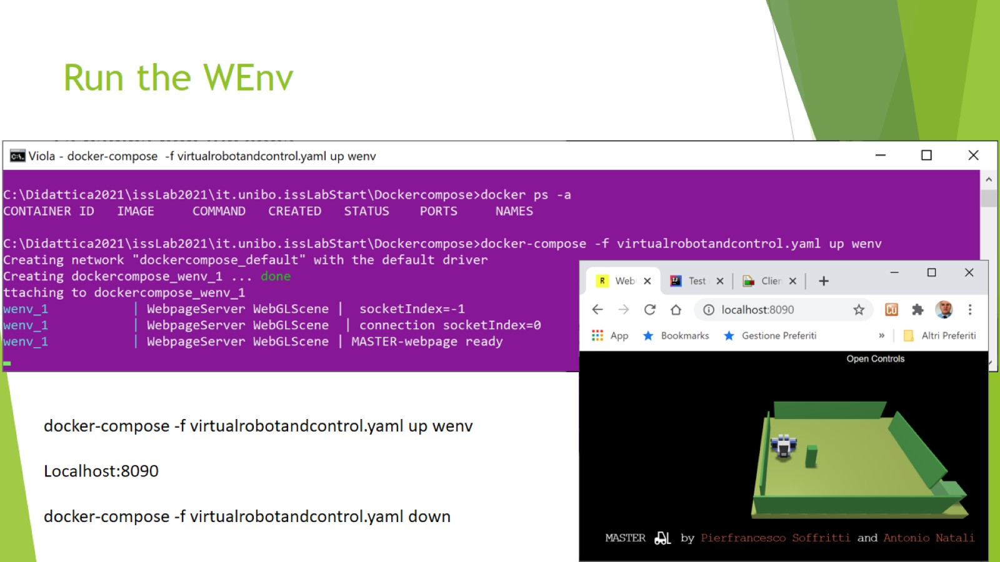 Run the WEnv
Viola - docker-compose  -f virtualrobotandcontrol.yaml up wenv
C:\Didattica2021\issLab2021\it.unibo.issLabStart\Dockercompose>docker ps -a
CONTAINER ID   IMAGE     COMMAND   CREATED   STATUS    PORTS     NAMES
C:\Didattica2021\issLab2021\it.unibo.issLabStart\Dockercompose>docker-compose -f virtualrobotandcontrol.yaml up wenv
Creating network "dockercompose_default" with the default driver
Creating dockercompose_wenv_1 ... done
ttaching to dockercompose_wenv_1
wenv_1            | WebpageServer WebGLScene |  socketIndex=-1
wenv_1            | WebpageServer WebGLScene  | connection socketIndex=0
wenv_1            | WebpageServer WebGLScene | MASTER-webpage ready
R Web Test Clien
localhost:8090
App Bookmarks Gestione Preferiti » Altri Preferiti
Open Controls
MASTER by Pierfrancesco Soffritti and Antonio Natali
docker-compose -f virtualrobotandcontrol.yaml up wenv
Localhost:8090
docker-compose -f virtualrobotandcontrol.yaml down